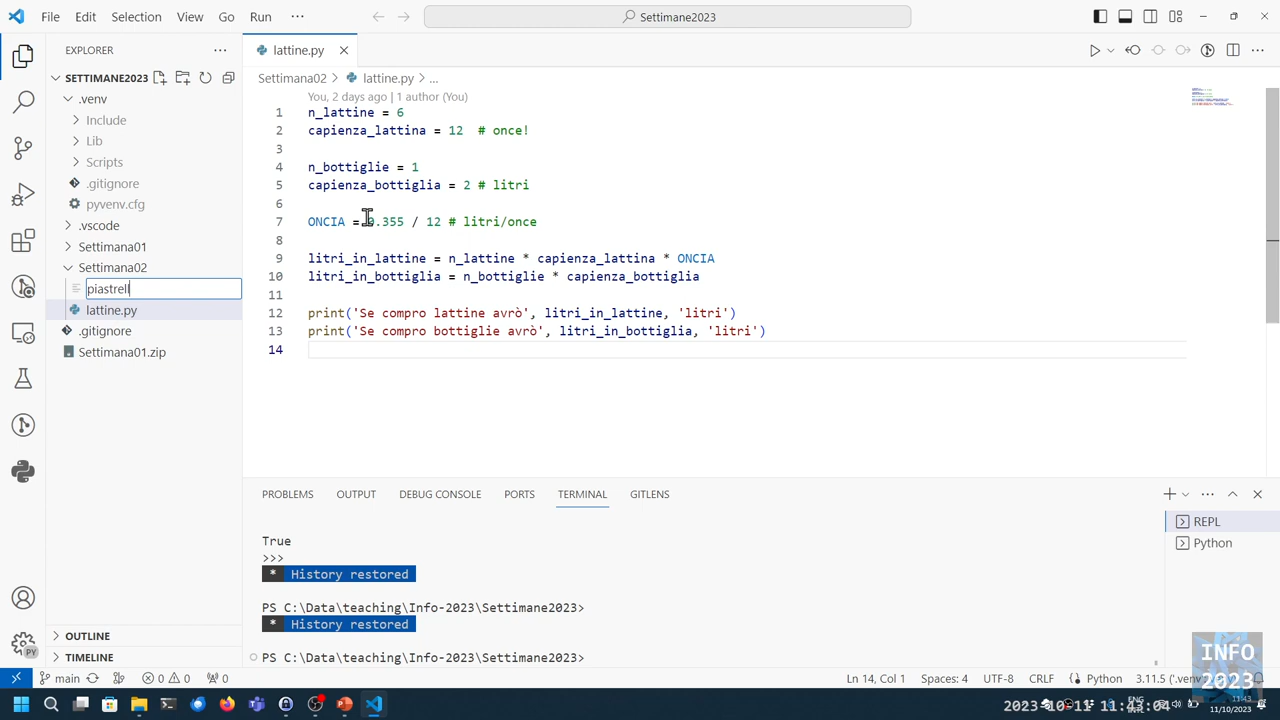 File Edit Selection View Go Run ···
Settimane2023
EXPLORER
SETTIMANE2023
.venv
Include
Lib
Scripts
.gitignore
pyvenv.cfg
.vscode
Settimana01
Settimana02
piastrell
lattine.py
.gitignore
Settimana01.zip
OUTLINE
TIMELINE
lattine.py
Settimana02 > lattine.py > ...
You, 2 days ago | 1 author (You)
1 n_lattine = 6
2 capienza_lattina = 12 # once!
3
4 n_bottiglie = 1
5 capienza_bottiglia = 2 # litri
6
7 ONCIA = 0.355 / 12 # litri/once
8
9 litri_in_lattine = n_lattine * capienza_lattina * ONCIA
10 litri_in_bottiglia = n_bottiglie * capienza_bottiglia
11
12 print('Se compro lattine avrò', litri_in_lattine, 'litri')
13 print('Se compro bottiglie avrò', litri_in_bottiglia, 'litri')
14
PROBLEMS OUTPUT DEBUG CONSOLE PORTS TERMINAL GITLENS
True
>>>
* History restored
PS C:\Data\teaching\Info-2023\Settimane2023>
* History restored
PS C:\Data\teaching\Info-2023\Settimane2023>
REPL
Python
INFO
2023
main 0 0 0 Ln 14, Col 1 Spaces: 4 UTF-8 CRLF Python 3.11.5 ('.venv
ENG
11:43
11/10/2023